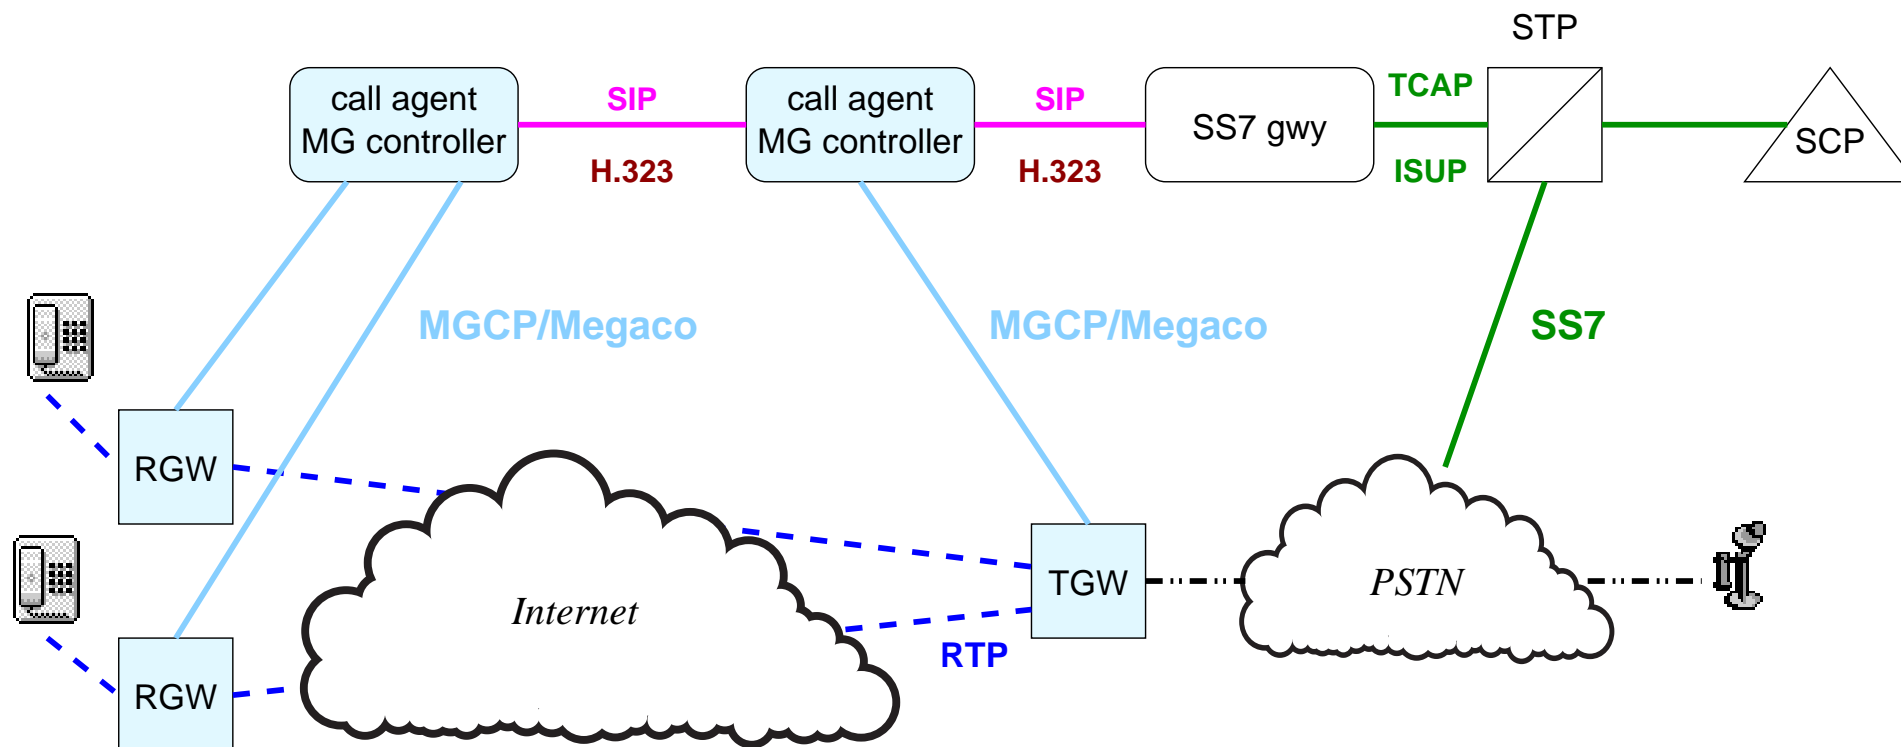 STP
call agent
MG controller
SIP
H.323
call agent
MG controller
SIP
H.323
SS7 gwy
TCAP
ISUP
SCP
MGCP/Megaco
MGCP/Megaco
SS7
RGW
Internet
TGW
PSTN
RTP
RGW